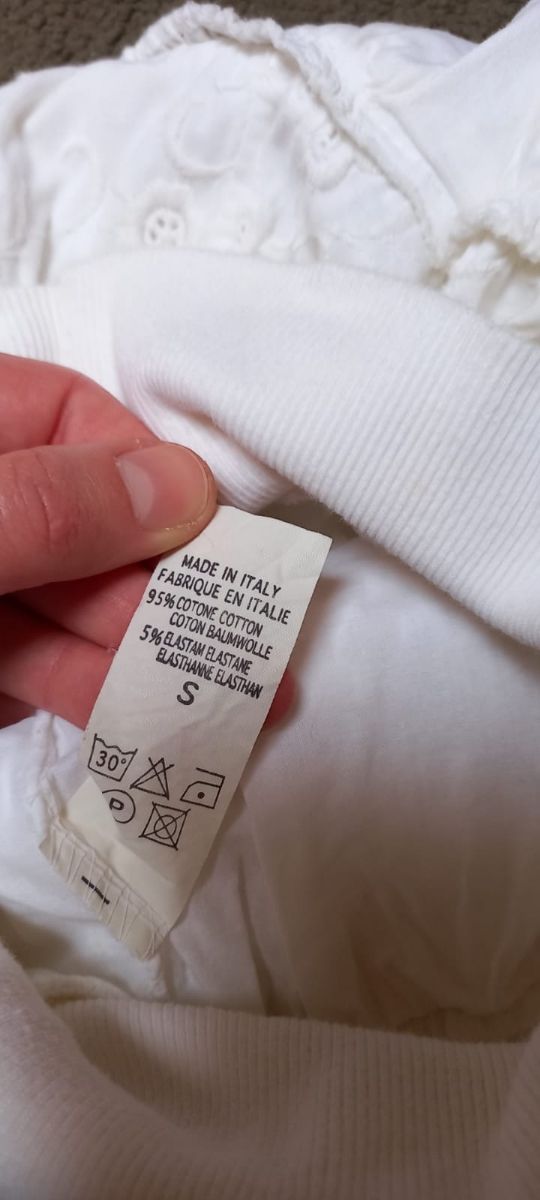 MADE IN ITALY
FABRIQUE EN ITALIE
95% COTONE COTTON
COTON BAUMWOLLE
5% ELASTAM ELASTANE
ELASTHANNE ELASTHAN
S
30°
P